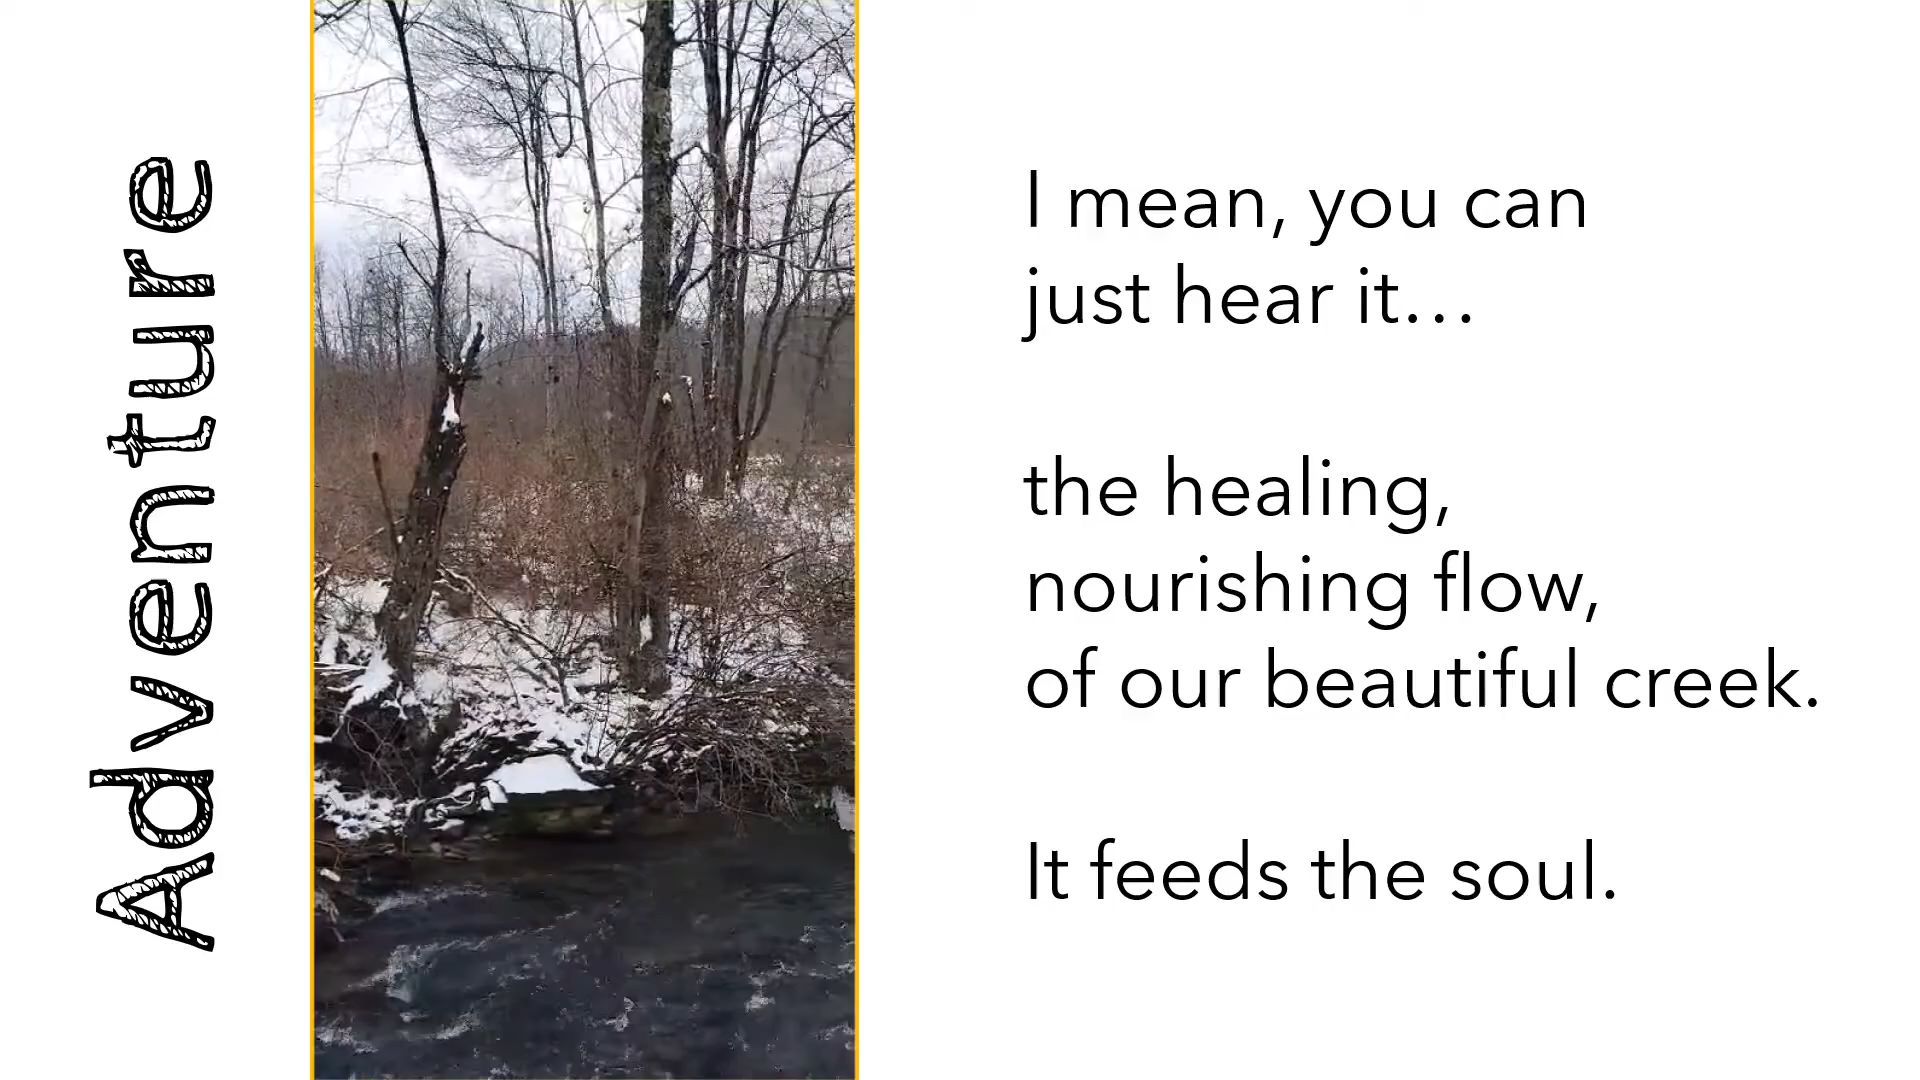 Adventure
I mean, you can
just hear it…
the healing,
nourishing flow,
of our beautiful creek.
It feeds the soul.